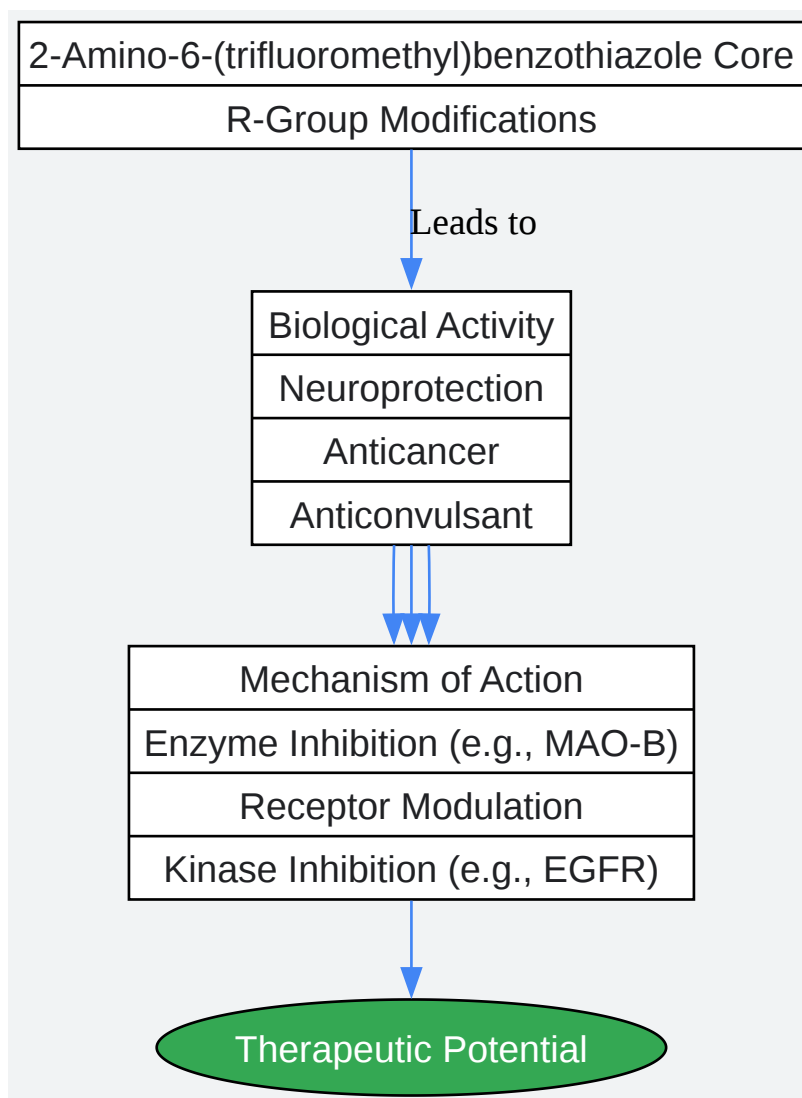 2-Amino-6-(trifluoromethyl)benzothiazole Core
R-Group Modifications
Leads to
Biological Activity
Neuroprotection
Anticancer
Anticonvulsant
Mechanism of Action
Enzyme Inhibition (e.g., MAO-B)
Receptor Modulation
Kinase Inhibition (e.g., EGFR)
Therapeutic Potential